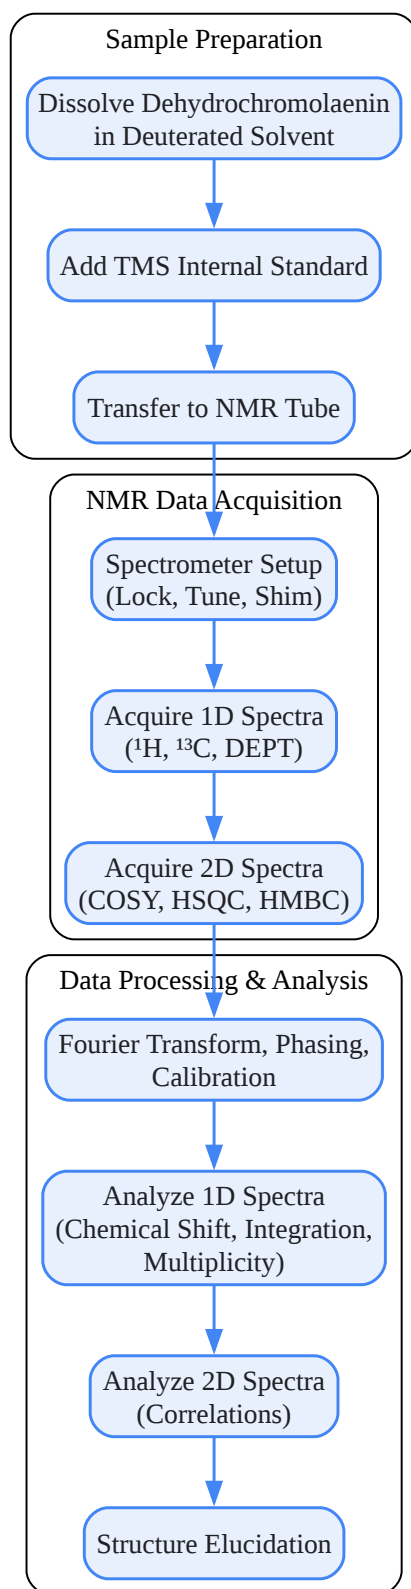 Sample Preparation
Dissolve Dehydrochromolaenin
in Deuterated Solvent
Add TMS Internal Standard
Transfer to NMR Tube
NMR Data Acquisition
Spectrometer Setup
(Lock, Tune, Shim)
Acquire 1D Spectra
(¹H, ¹³C, DEPT)
Acquire 2D Spectra
(COSY, HSQC, HMBC)
Data Processing & Analysis
Fourier Transform, Phasing,
Calibration
Analyze 1D Spectra
(Chemical Shift, Integration,
Multiplicity)
Analyze 2D Spectra
(Correlations)
Structure Elucidation